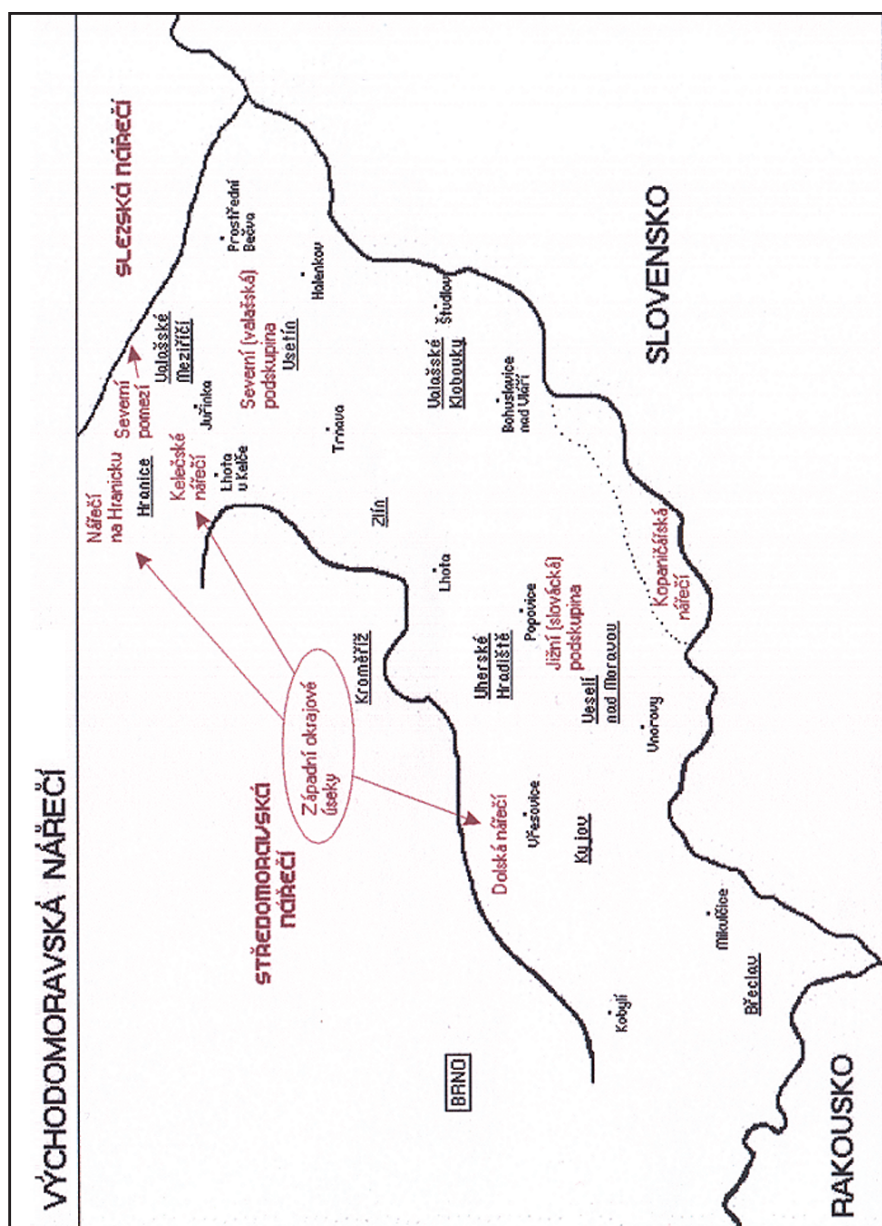 VÝCHODOMORAVSKÁ NÁŘEČÍ
SLEZSKÁ NÁŘEČÍ
STŘEDOMORAVSKÁ
NÁŘEČÍ
Nářečí
na Hranicku
Hranice
Severní
pomezí
Kelečské
nářečí
Lhota
u Kelče
Juřinka
Valašské
Meziříčí
Prostřední
Bečva
Severní (valašská)
podskupina
Usetín
Halenkov
Západní okrajové
úseky
Kroměříž
Zlín
Trnava
Lhota
Valašské
Klobouky
Študlov
Bohuslavice
nad Vláří
BRNO
Dolská nářečí
Vřesovice
Uherské
Hradiště
Popovice
Jižní (slovácká)
podskupina
Kyjov
Veselí
nad Moravou
Vnorovy
Kopaničářská
nářečí
SLOVENSKO
Kobylí
Mikulčice
Břeclav
RAKOUSKO